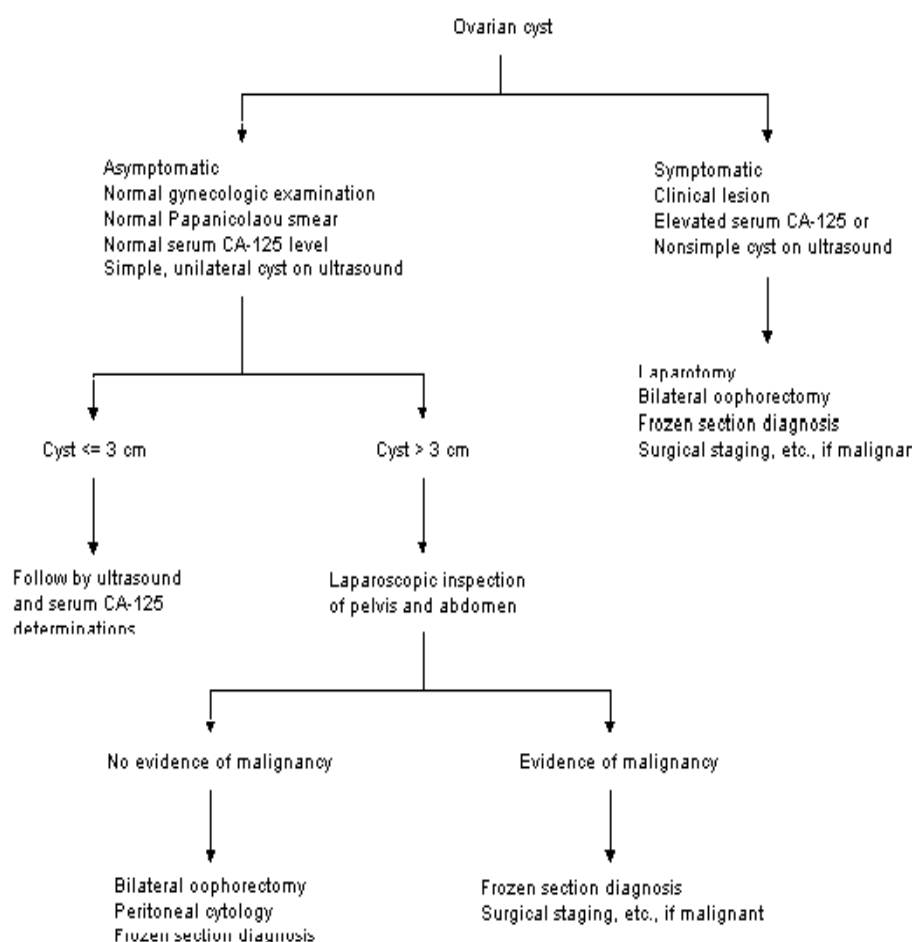 Ovarian cyst
Asymptomatic
Normal gynecologic examination
Normal Papanicolaou smear
Normal serum CA-125 level
Simple, unilateral cyst on ultrasound
Symptomatic
Clinical lesion
Elevated serum CA-125 or
Nonsimple cyst on ultrasound
Laparotomy
Bilateral oophorectomy
Frozen section diagnosis
Surgical staging, etc., if malignan
Cyst <= 3 cm
Cyst > 3 cm
Follow by ultrasound
and serum CA-125
determinations
Laparoscopic inspection
of pelvis and abdomen
No evidence of malignancy
Evidence of malignancy
Bilateral oophorectomy
Peritoneal cytology
Frozen section diagnosis
Frozen section diagnosis
Surgical staging, etc., if malignant